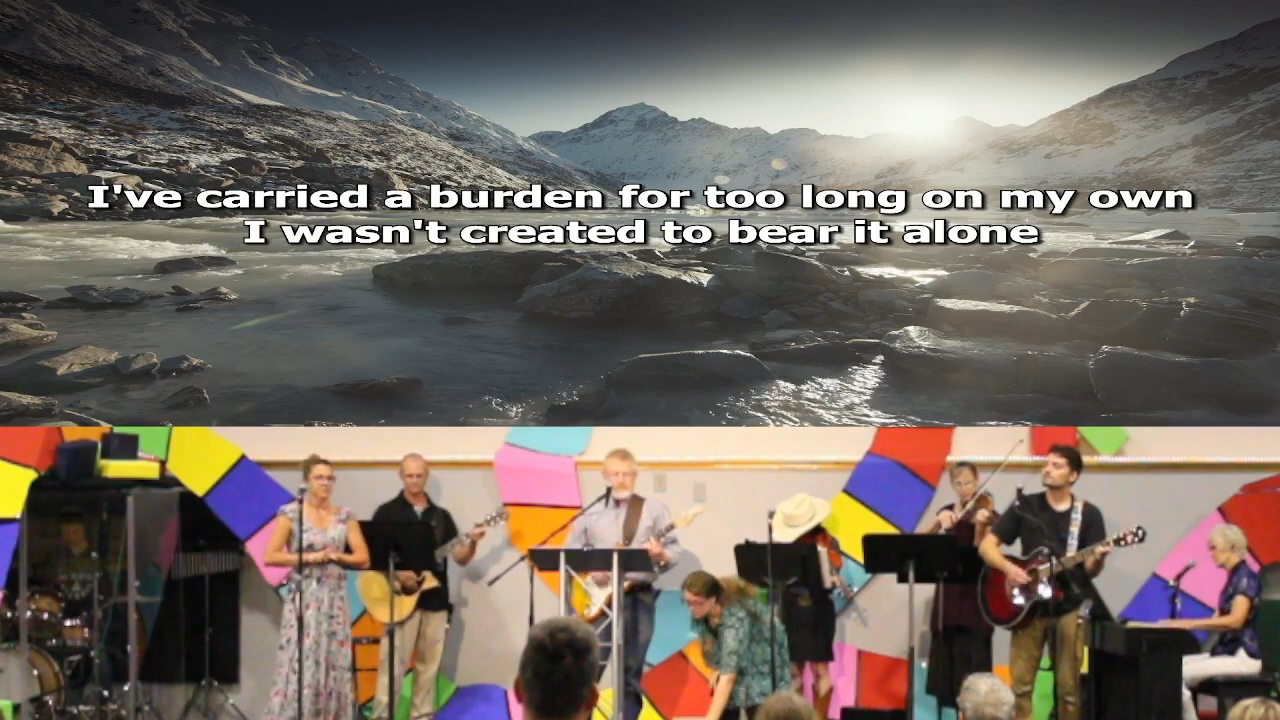 I've carried a burden for too long on my own
I wasn't created to bear it alone